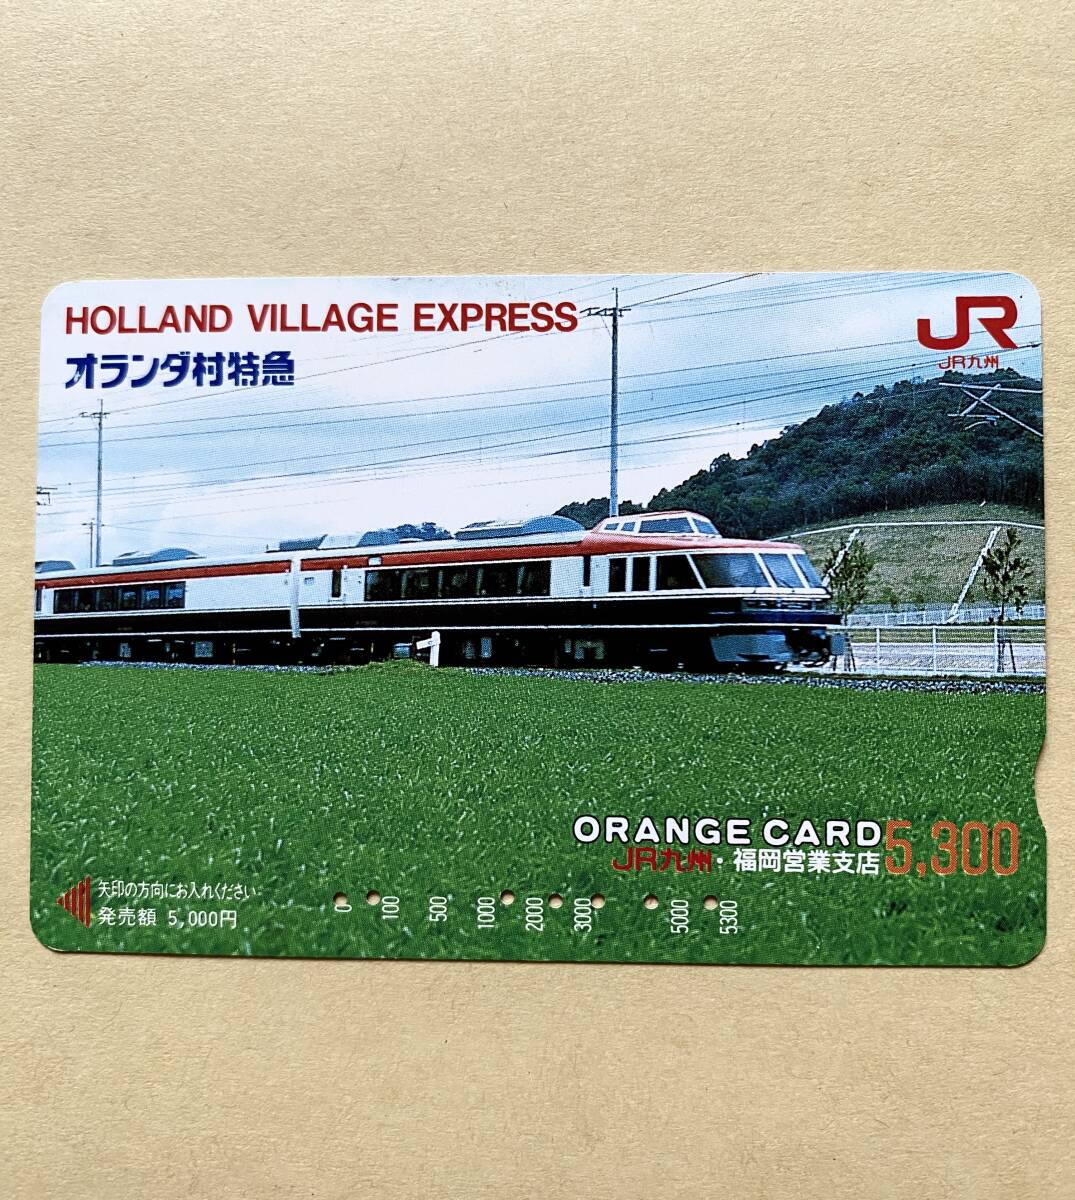 HOLLAND VILLAGE EXPRESS
オランダ村特急
JR
JR九州
ORANGE CARD 5,300
JR九州・福岡営業支店
矢印の方向にお入れください
発売額 5,000円
0 100 500 1000 2000 3000 5000 5300